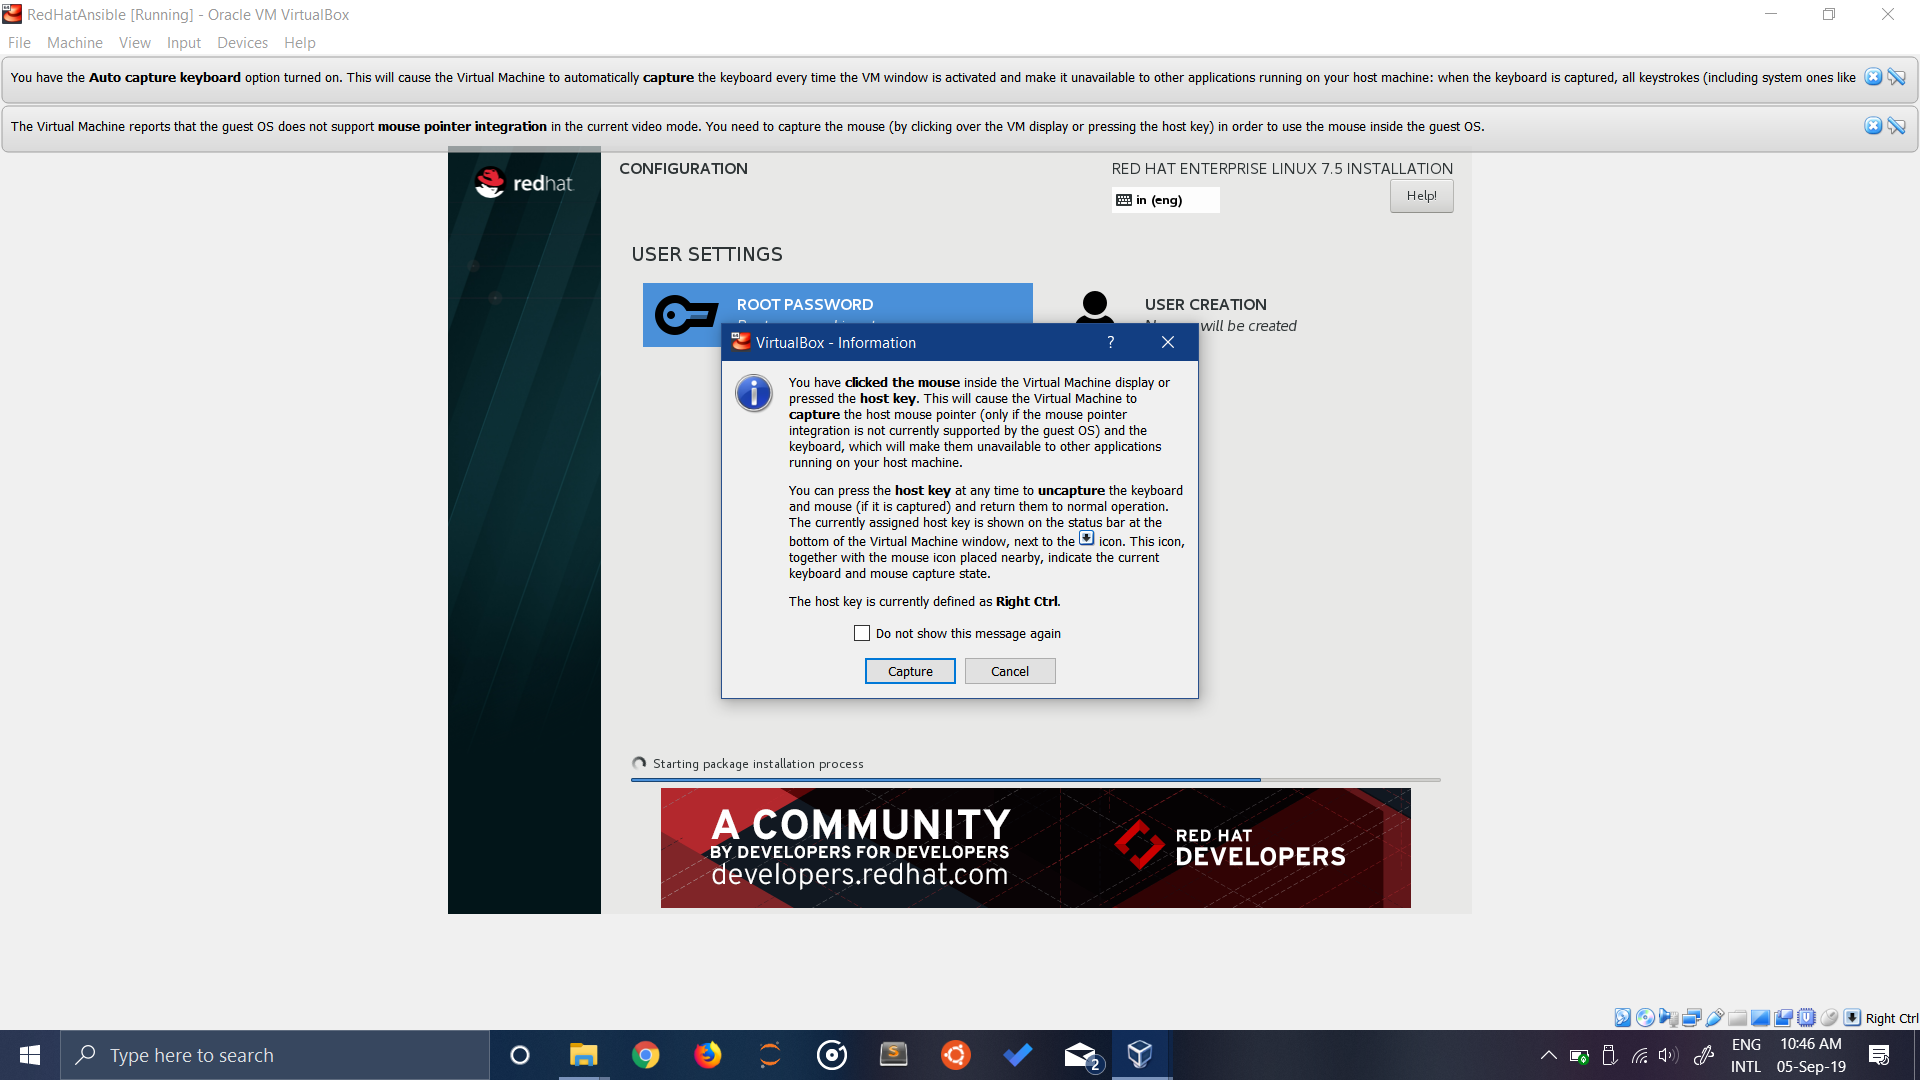 RedHatAnsible [Running] - Oracle VM VirtualBox
File Machine View Input Devices Help
You have the Auto capture keyboard option turned on. This will cause the Virtual Machine to automatically capture the keyboard every time the VM window is activated and make it unavailable to other applications running on your host machine: when the keyboard is captured, all keystrokes (including system ones like
The Virtual Machine reports that the guest OS does not support mouse pointer integration in the current video mode. You need to capture the mouse (by clicking over the VM display or pressing the host key) in order to use the mouse inside the guest OS.
redhat.
CONFIGURATION
RED HAT ENTERPRISE LINUX 7.5 INSTALLATION
in (eng)
Help!
USER SETTINGS
ROOT PASSWORD
USER CREATION
will be created
VirtualBox - Information
?
You have clicked the mouse inside the Virtual Machine display or
pressed the host key. This will cause the Virtual Machine to
capture the host mouse pointer (only if the mouse pointer
integration is not currently supported by the guest OS) and the
keyboard, which will make them unavailable to other applications
running on your host machine.
You can press the host key at any time to uncapture the keyboard
and mouse (if it is captured) and return them to normal operation.
The currently assigned host key is shown on the status bar at the
bottom of the Virtual Machine window, next to the icon. This icon,
together with the mouse icon placed nearby, indicate the current
keyboard and mouse capture state.
The host key is currently defined as Right Ctrl.
Do not show this message again
Capture Cancel
Starting package installation process
A COMMUNITY
BY DEVELOPERS FOR DEVELOPERS
developers.redhat.com
RED HAT
DEVELOPERS
Right Ctrl
Type here to search
2
ENG
INTL
10:46 AM
05-Sep-19